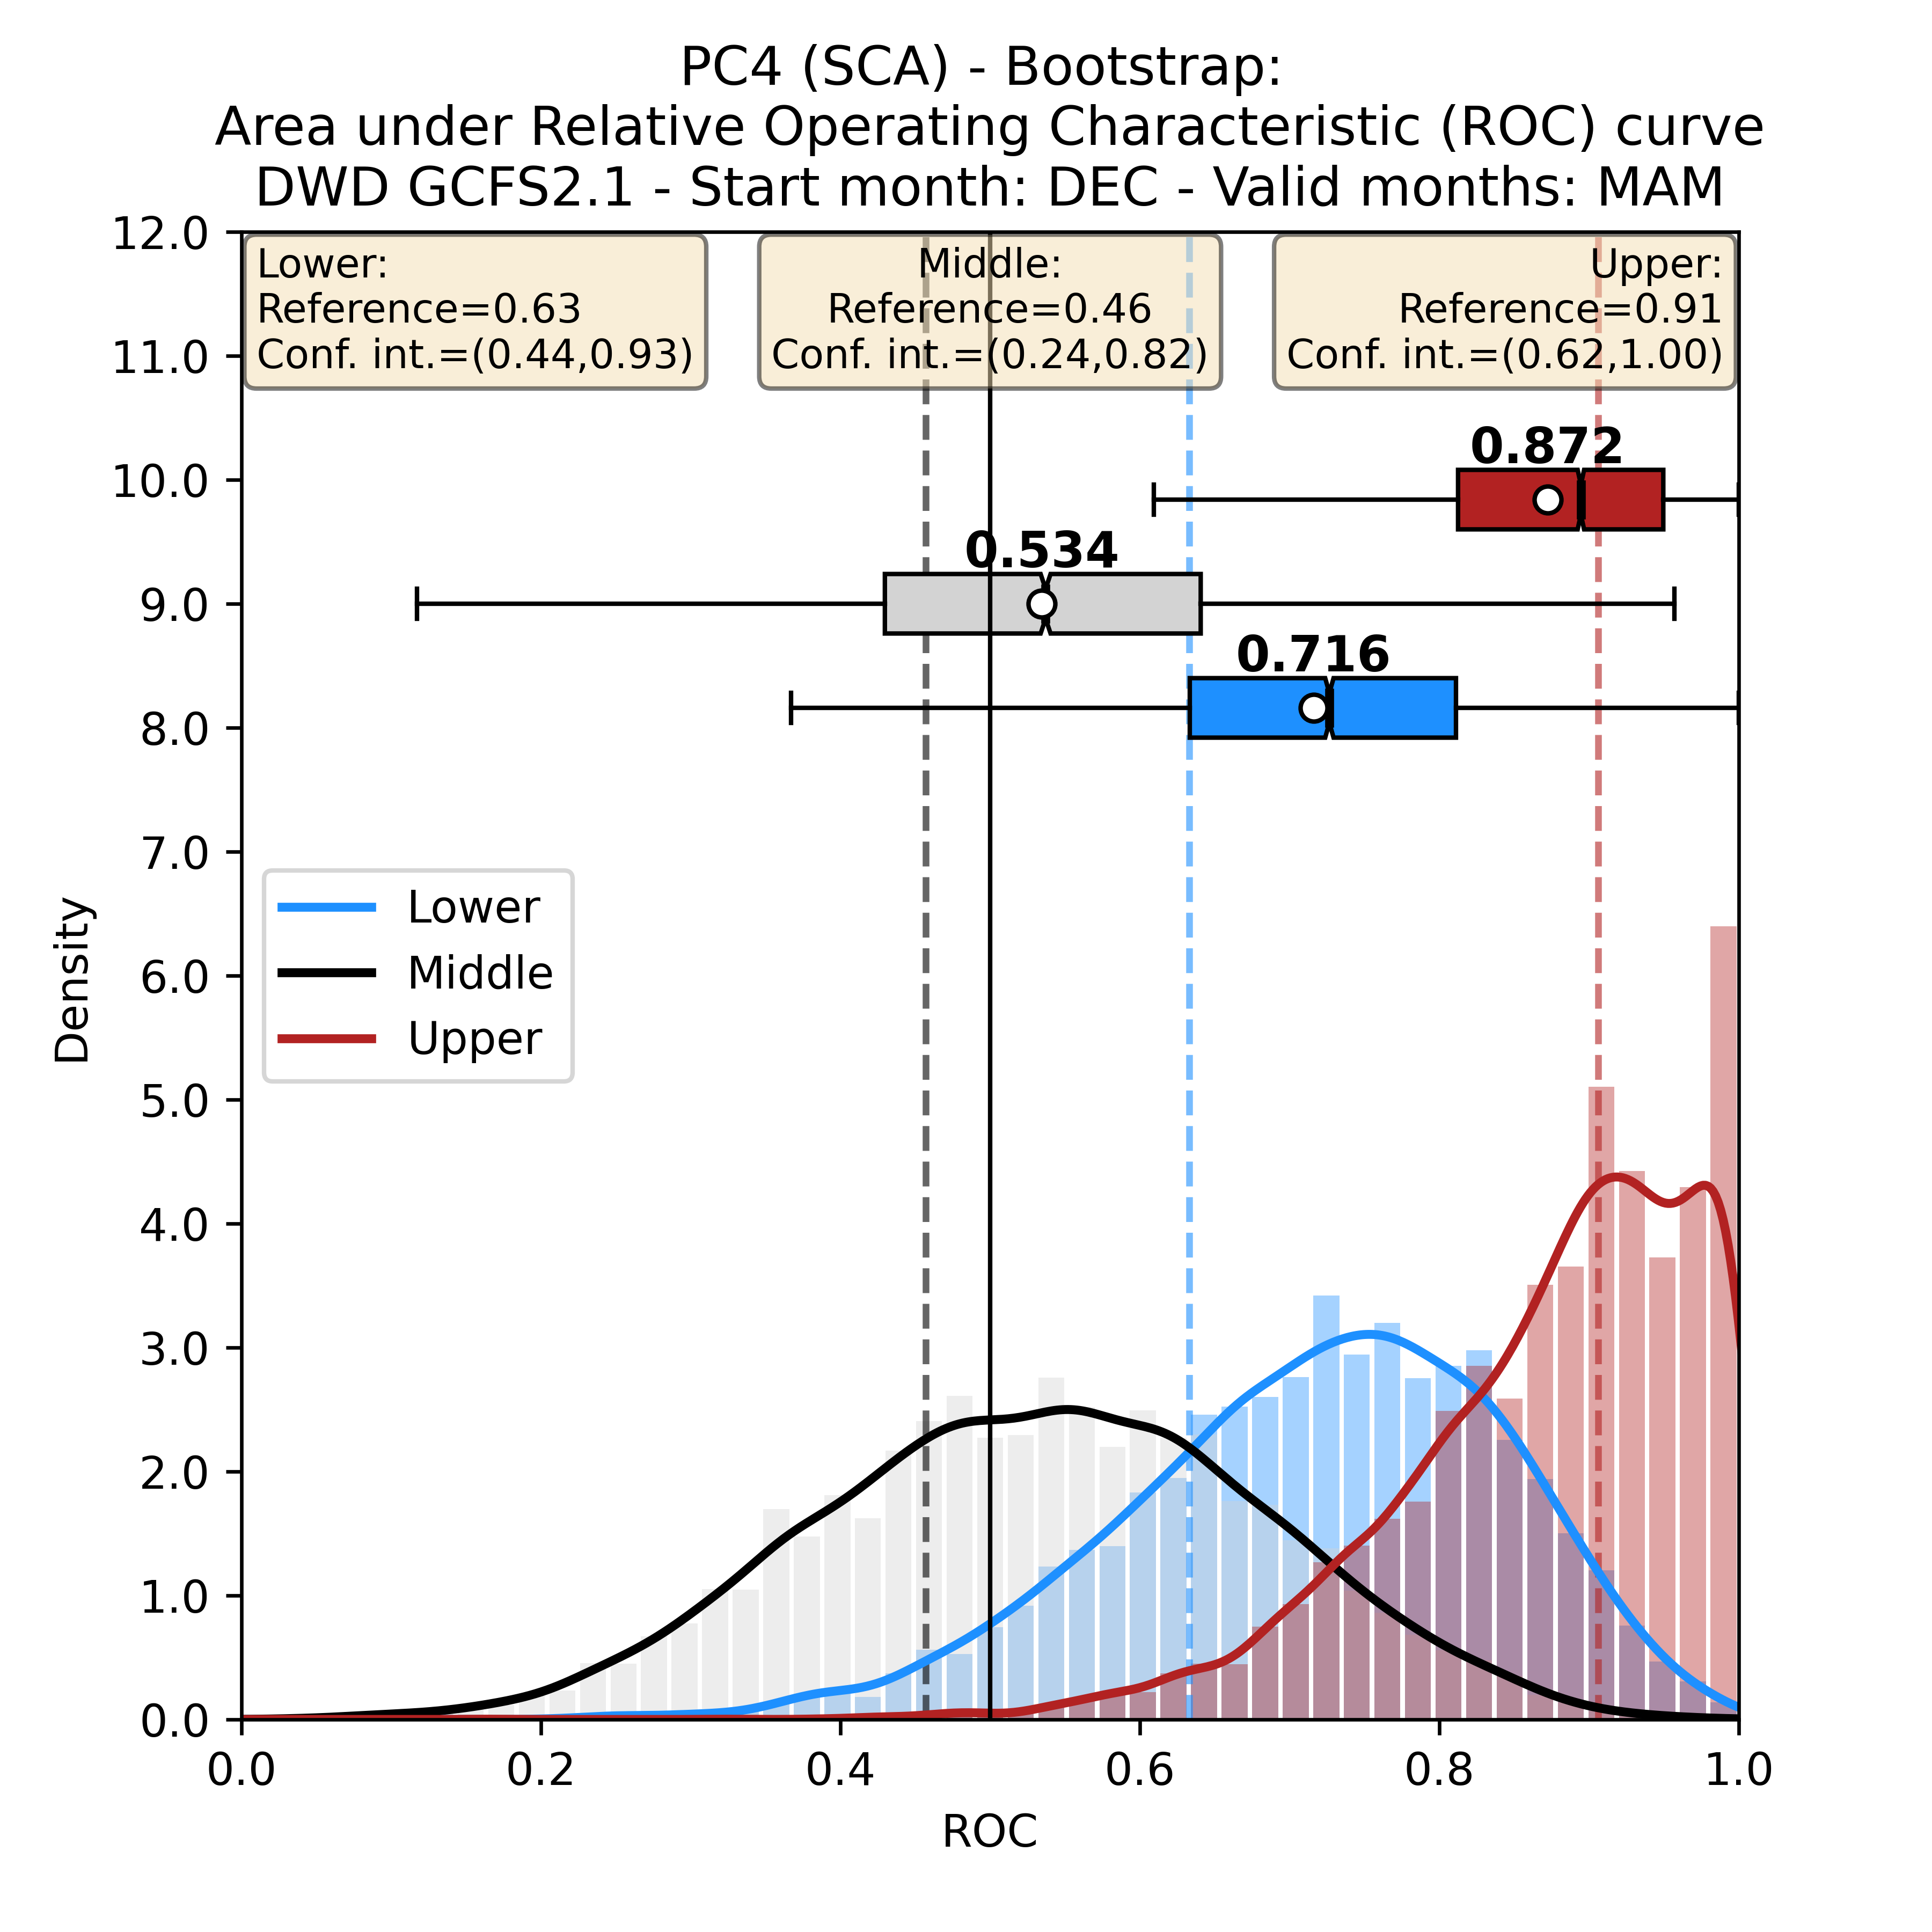 PC4 (SCA) - Bootstrap:
Area under Relative Operating Characteristic (ROC) curve
DWD GCFS2.1 - Start month: DEC - Valid months: MAM
Lower:
Reference=0.63
Conf. int.=(0.44,0.93)
Middle:
Reference=0.46
Conf. int.=(0.24,0.82)
Upper:
Reference=0.91
Conf. int.=(0.62,1.00)
0.872
0.534
0.716
12.0
11.0
10.0
9.0
8.0
7.0
6.0
5.0
4.0
3.0
2.0
1.0
0.0
Density
Lower
Middle
Upper
0.0 0.2 0.4 0.6 0.8 1.0
ROC